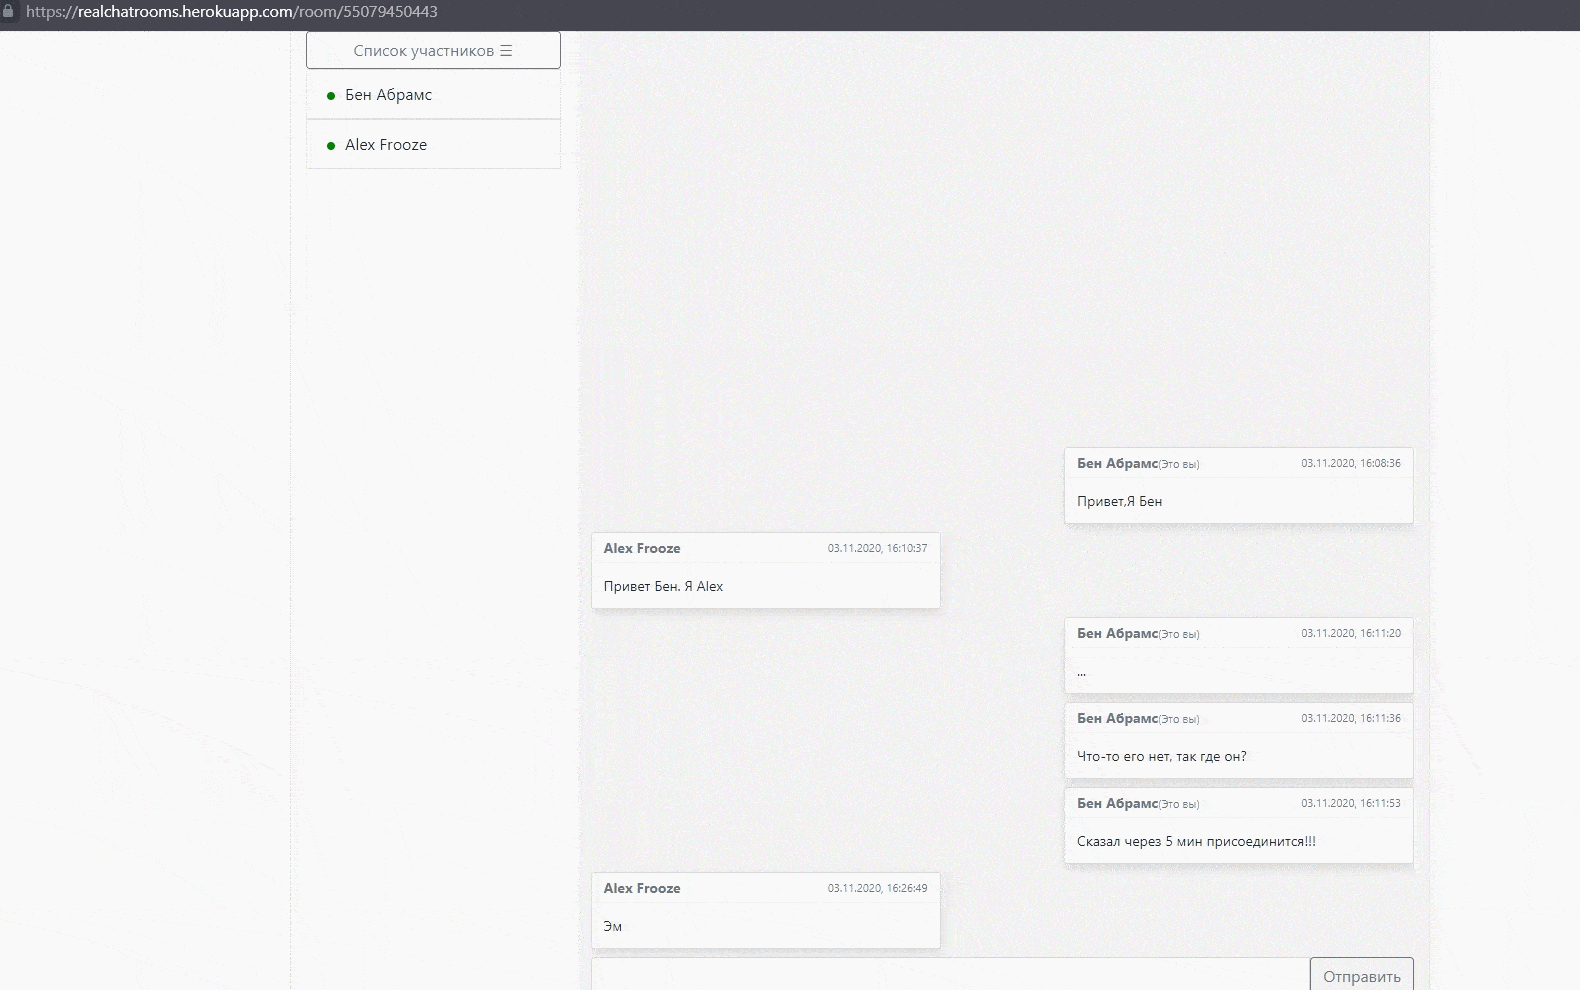 https://realchatrooms.herokuapp.com/room/55079450443
Список участников ☰
Бен Абрамс
Alex Frooze
Бен Абрамс(Это вы) 03.11.2020, 16:08:36
Привет,Я Бен
Alex Frooze 03.11.2020, 16:10:37
Привет Бен. Я Alex
Бен Абрамс(Это вы) 03.11.2020, 16:11:20
...
Бен Абрамс(Это вы) 03.11.2020, 16:11:36
Что-то его нет, так где он?
Бен Абрамс(Это вы) 03.11.2020, 16:11:53
Сказал через 5 мин присоединится!!!
Alex Frooze 03.11.2020, 16:26:49
Эм
Отправить